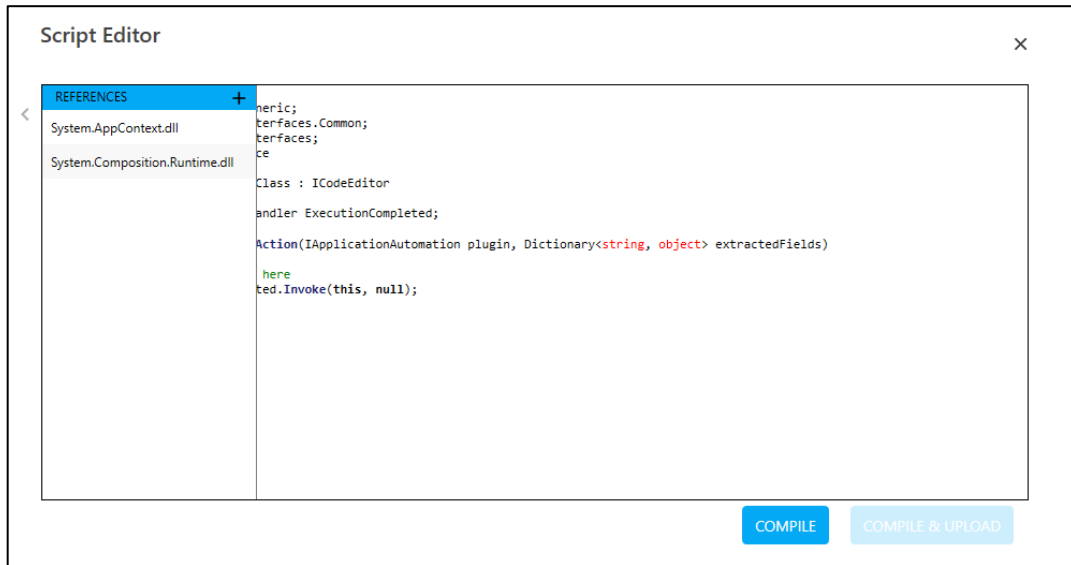 Script Editor
×
REFERENCES +
System.AppContext.dll
System.Composition.Runtime.dll
neric;
terfaces.Common;
terfaces;
ce
Class : ICodeEditor
andler ExecutionCompleted;
Action(IApplicationAutomation plugin, Dictionary<string, object> extractedFields)
here
ted.Invoke(this, null);
COMPILE
COMPILE & UPLOAD